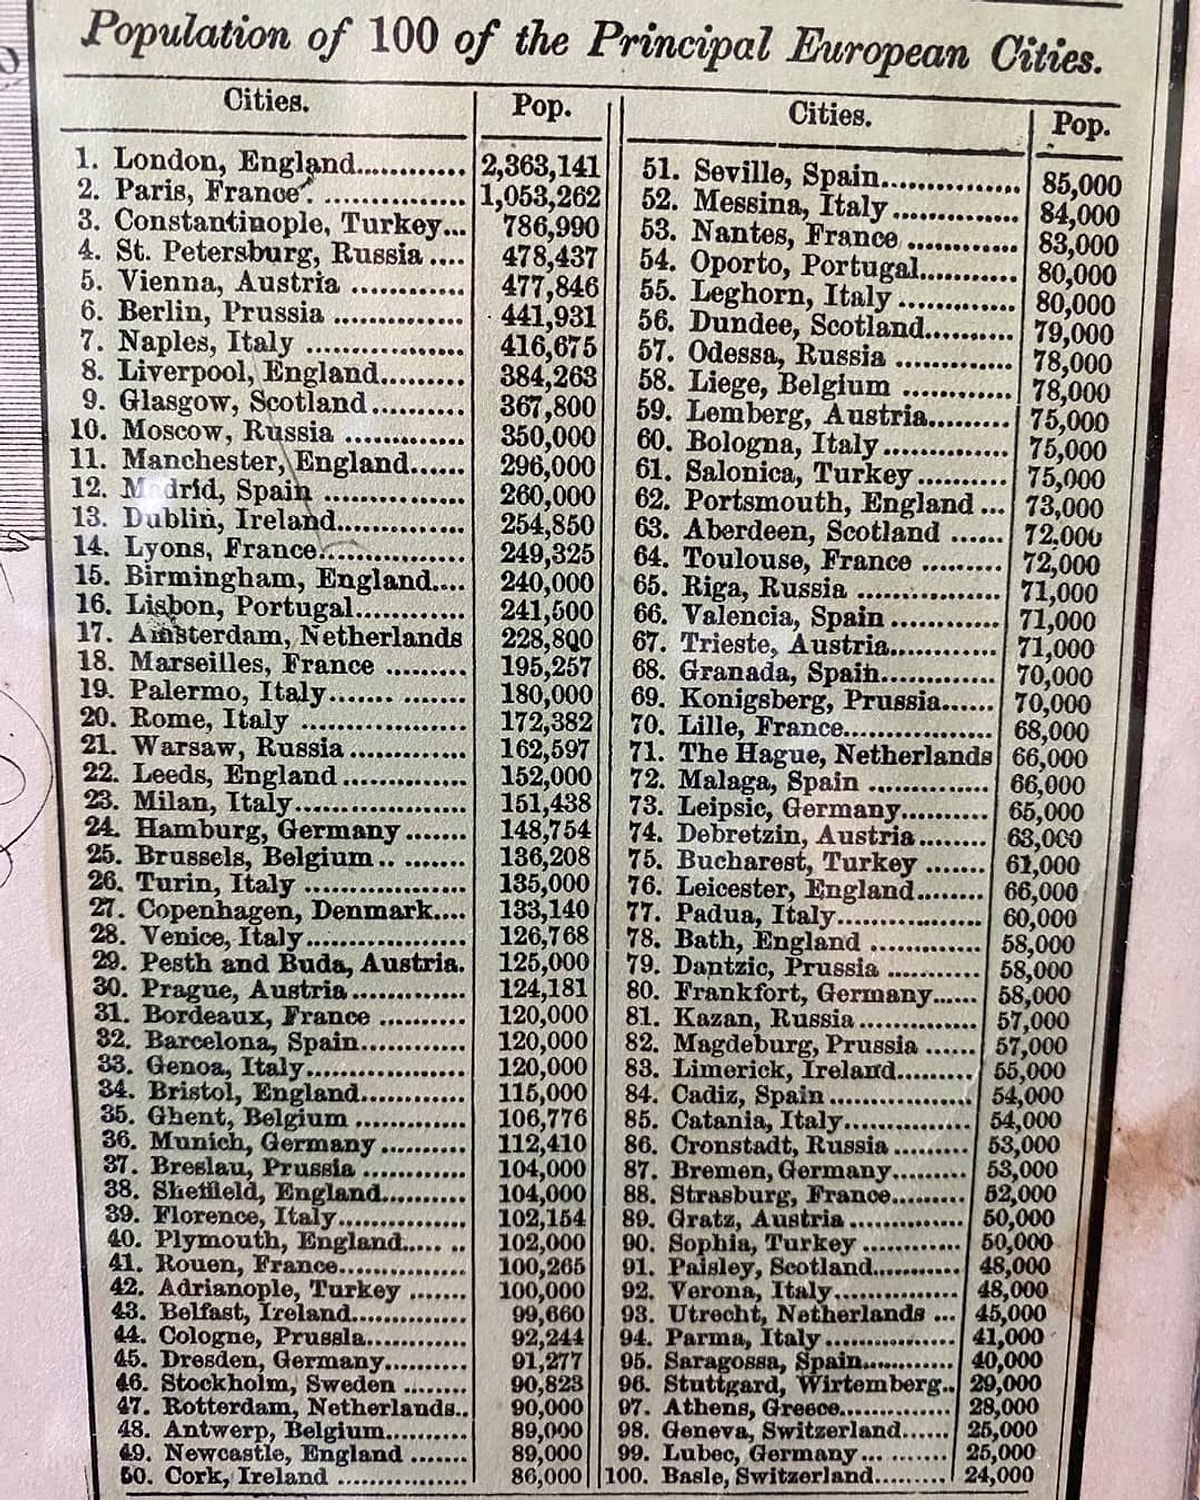 Population of 100 of the Principal European Cities.
Cities. Pop.
1. London, England............ 2,363,141
2. Paris, France. ................ 1,053,262
3. Constantinople, Turkey... 786,990
4. St. Petersburg, Russia .... 478,437
5. Vienna, Austria ............ 477,846
6. Berlin, Prussia .............. 441,931
7. Naples, Italy ................. 416,675
8. Liverpool, England......... 384,263
9. Glasgow, Scotland.......... 367,800
10. Moscow, Russia ............. 350,000
11. Manchester, England...... 296,000
12. Madrid, Spain ............... 260,000
13. Dublin, Ireland.............. 254,850
14. Lyons, France................ 249,325
15. Birmingham, England.... 240,000
16. Lisbon, Portugal............ 241,500
17. Amsterdam, Netherlands 228,800
18. Marseilles, France ......... 195,257
19. Palermo, Italy....... ........ 180,000
20. Rome, Italy .................. 172,382
21. Warsaw, Russia ............. 162,597
22. Leeds, England .............. 152,000
23. Milan, Italy................... 151,438
24. Hamburg, Germany ....... 148,754
25. Brussels, Belgium .. ....... 136,208
26. Turin, Italy ................... 135,000
27. Copenhagen, Denmark.... 133,140
28. Venice, Italy.................. 126,768
29. Pesth and Buda, Austria. 125,000
30. Prague, Austria ............. 124,181
31. Bordeaux, France .......... 120,000
32. Barcelona, Spain............ 120,000
33. Genoa, Italy................... 120,000
34. Bristol, England............ 115,000
35. Ghent, Belgium ............. 106,776
36. Munich, Germany .......... 112,410
37. Breslau, Prussia ............ 104,000
38. Sheffield, England.......... 104,000
39. Florence, Italy............... 102,154
40. Plymouth, England..... .. 102,000
41. Rouen, France............... 100,265
42. Adrianople, Turkey ....... 100,000
43. Belfast, Ireland.............. 99,660
44. Cologne, Prussia............ 92,244
45. Dresden, Germany.......... 91,277
46. Stockholm, Sweden ........ 90,823
47. Rotterdam, Netherlands.. 90,000
48. Antwerp, Belgium.......... 89,000
49. Newcastle, England ....... 89,000
50. Cork, Ireland ................ 86,000
Cities. Pop.
51. Seville, Spain................ 85,000
52. Messina, Italy ............... 84,000
53. Nantes, France ............. 83,000
54. Oporto, Portugal........... 80,000
55. Leghorn, Italy .............. 80,000
56. Dundee, Scotland.......... 79,000
57. Odessa, Russia ............. 78,000
58. Liege, Belgium ............ 78,000
59. Lemberg, Austria......... 75,000
60. Bologna, Italy.............. 75,000
61. Salonica, Turkey .......... 75,000
62. Portsmouth, England ... 73,000
63. Aberdeen, Scotland ...... 72,000
64. Toulouse, France ......... 72,000
65. Riga, Russia ................ 71,000
66. Valencia, Spain ............ 71,000
67. Trieste, Austria............ 71,000
68. Granada, Spain............. 70,000
69. Konigsberg, Prussia...... 70,000
70. Lille, France................. 68,000
71. The Hague, Netherlands 66,000
72. Malaga, Spain .............. 66,000
73. Leipsic, Germany.......... 65,000
74. Debretzin, Austria........ 63,000
75. Bucharest, Turkey ....... 61,000
76. Leicester, England........ 66,000
77. Padua, Italy................. 60,000
78. Bath, England ............. 58,000
79. Dantzic, Prussia ........... 58,000
80. Frankfort, Germany...... 58,000
81. Kazan, Russia .............. 57,000
82. Magdeburg, Prussia ...... 57,000
83. Limerick, Ireland......... 55,000
84. Cadiz, Spain ................. 54,000
85. Catania, Italy............... 54,000
86. Cronstadt, Russia ......... 53,000
87. Bremen, Germany......... 53,000
88. Strasburg, France......... 52,000
89. Gratz, Austria .............. 50,000
90. Sophia, Turkey ............ 50,000
91. Paisley, Scotland........... 48,000
92. Verona, Italy............... 48,000
93. Utrecht, Netherlands ... 45,000
94. Parma, Italy ................ 41,000
95. Saragossa, Spain........... 40,000
96. Stuttgard, Wirtemberg.. 29,000
97. Athens, Greece............. 28,000
98. Geneva, Switzerland...... 25,000
99. Lubec, Germany ... ....... 25,000
100. Basle, Switzerland......... 24,000